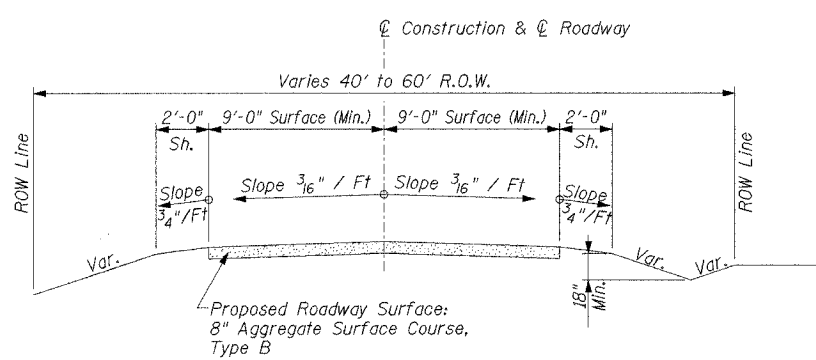 ℄ Construction & ℄ Roadway
Varies 40' to 60' R.O.W.
2'-0" 9'-0" Surface (Min.) 9'-0" Surface (Min.) 2'-0"
Sh. Sh.
ROW Line
ROW Line
Slope 3/16" / Ft Slope 3/16" / Ft
Slope 3/4"/Ft
Slope 3/4"/Ft
Var.
Var.
Var.
18" Min.
Proposed Roadway Surface:
8" Aggregate Surface Course,
Type B